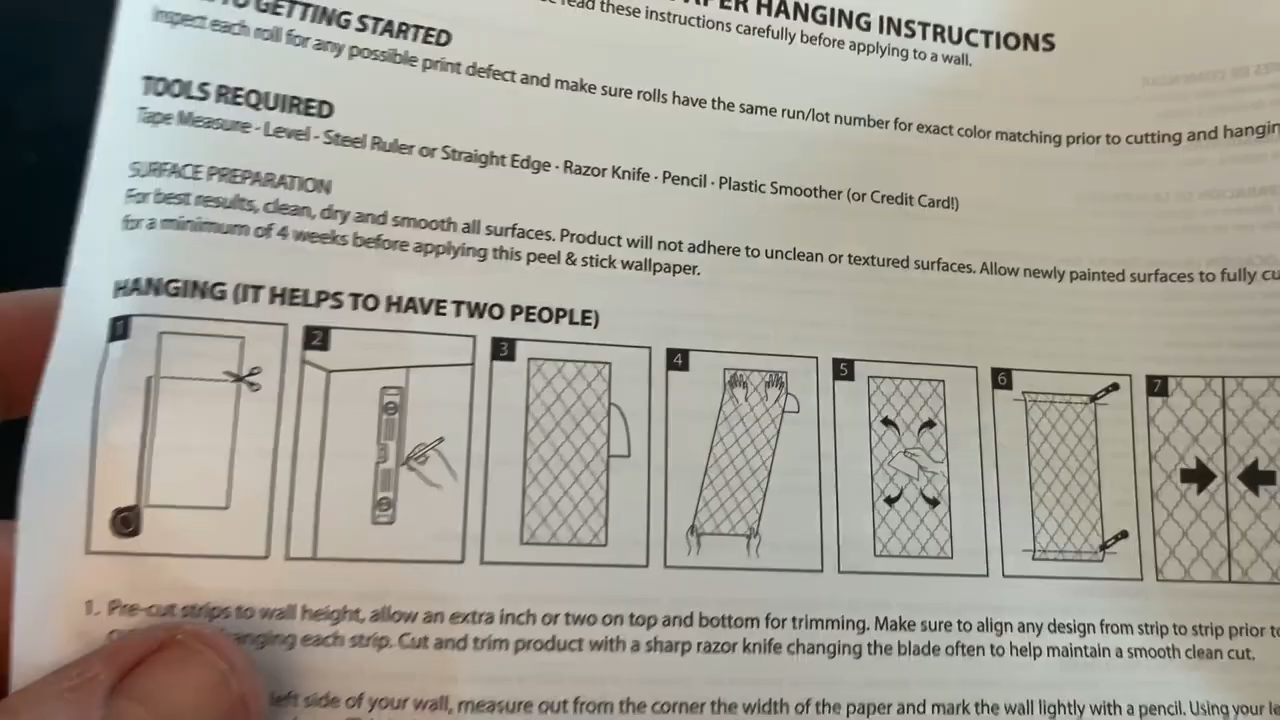 HANGING INSTRUCTIONS
read these instructions carefully before applying to a wall.
GETTING STARTED
Inspect each roll for any possible print defect and make sure rolls have the same run/lot number for exact color matching prior to cutting and
TOOLS REQUIRED
Tape Measure - Level - Steel Ruler or Straight Edge · Razor Knife · Pencil · Plastic Smoother (or Credit Card!)
SURFACE PREPARATION
For best results, clean, dry and smooth all surfaces. Product will not adhere to unclean or textured surfaces. Allow newly painted surfaces to fully
for a minimum of 4 weeks before applying this peel & stick wallpaper.
HANGING (IT HELPS TO HAVE TWO PEOPLE)
1 2 3 4 5 6 7
1. Pre-cut strips to wall height, allow an extra inch or two on top and bottom for trimming. Make sure to align any design from strip to strip prior
hanging each strip. Cut and trim product with a sharp razor knife changing the blade often to help maintain a smooth clean cut.
left side of your wall, measure out from the corner the width of the paper and mark the wall lightly with a pencil. Using your